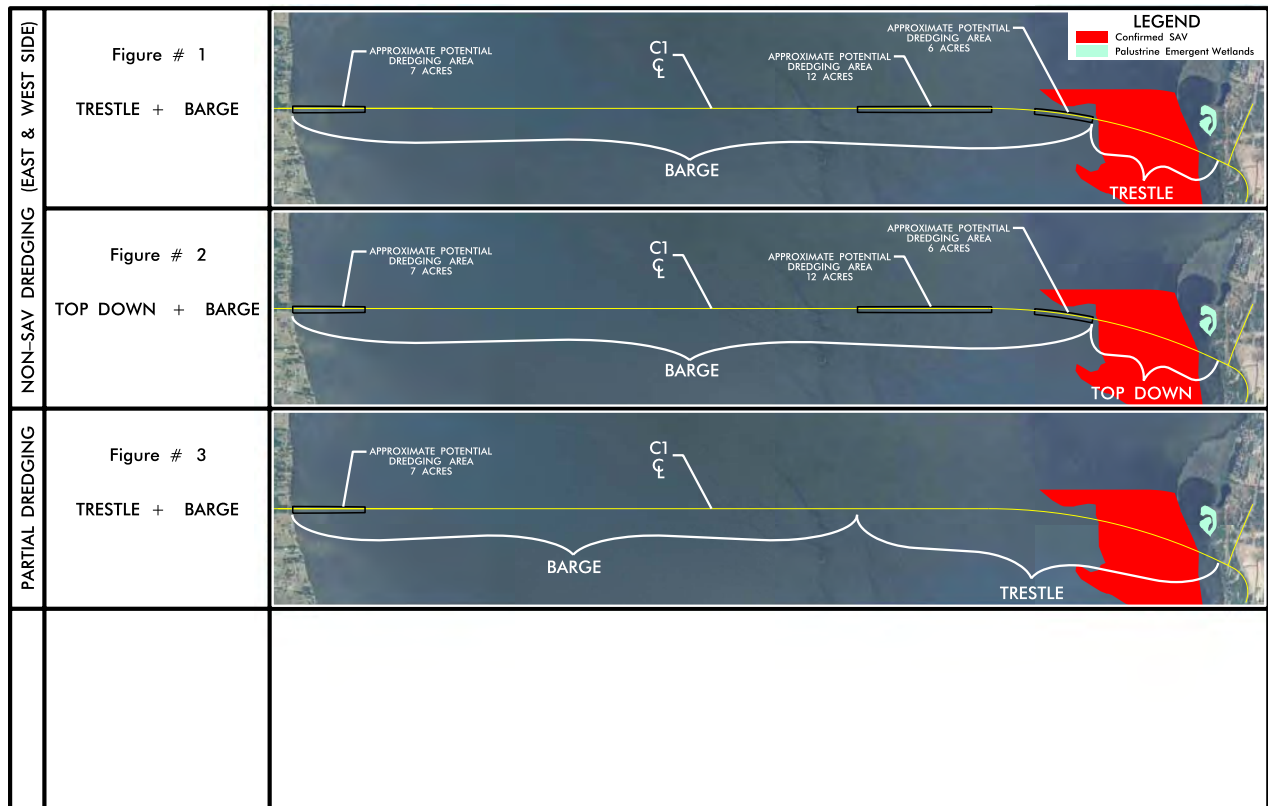 NON-SAV DREDGING (EAST & WEST SIDE)
Figure # 1
TRESTLE + BARGE
APPROXIMATE POTENTIAL
DREDGING AREA
7 ACRES
C1
℄
APPROXIMATE POTENTIAL
DREDGING AREA
12 ACRES
APPROXIMATE POTENTIAL
DREDGING AREA
6 ACRES
LEGEND
Confirmed SAV
Palustrine Emergent Wetlands
BARGE
TRESTLE
Figure # 2
TOP DOWN + BARGE
APPROXIMATE POTENTIAL
DREDGING AREA
7 ACRES
C1
℄
APPROXIMATE POTENTIAL
DREDGING AREA
12 ACRES
APPROXIMATE POTENTIAL
DREDGING AREA
6 ACRES
BARGE
TOP DOWN
PARTIAL DREDGING
Figure # 3
TRESTLE + BARGE
APPROXIMATE POTENTIAL
DREDGING AREA
7 ACRES
C1
℄
BARGE
TRESTLE